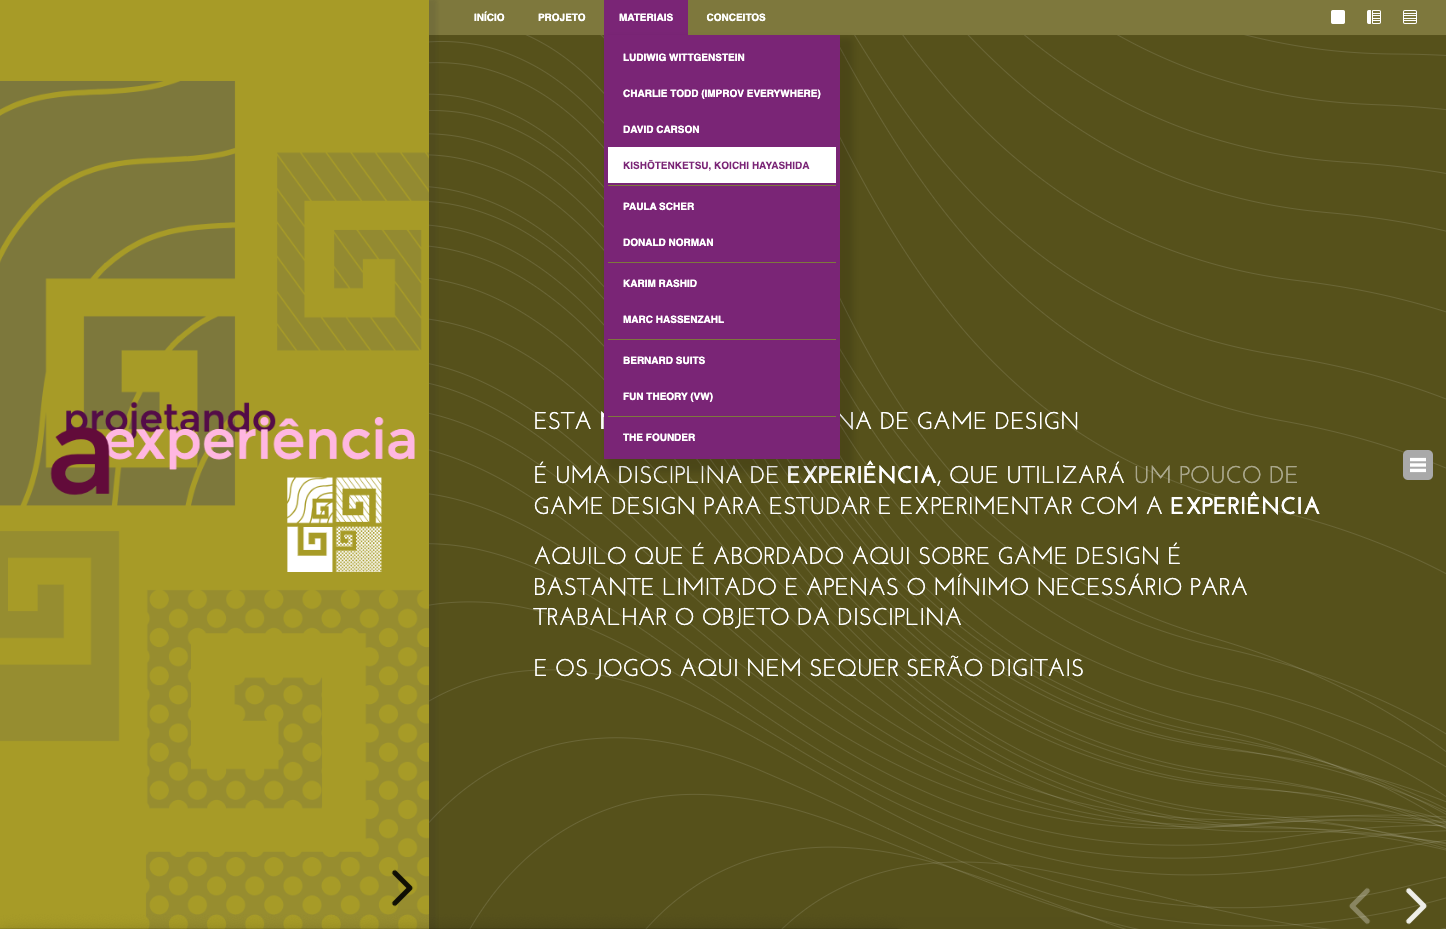 INÍCIO PROJETO MATERIAIS CONCEITOS
LUDIWIG WITTGENSTEIN
CHARLIE TODD (IMPROV EVERYWHERE)
DAVID CARSON
KISHŌTENKETSU, KOICHI HAYASHIDA
PAULA SCHER
DONALD NORMAN
KARIM RASHID
MARC HASSENZAHL
BERNARD SUITS
FUN THEORY (VW)
THE FOUNDER
projetando
a experiência
ESTA NA DE GAME DESIGN
É UMA DISCIPLINA DE EXPERIÊNCIA, QUE UTILIZARÁ UM POUCO DE
GAME DESIGN PARA ESTUDAR E EXPERIMENTAR COM A EXPERIÊNCIA
AQUILO QUE É ABORDADO AQUI SOBRE GAME DESIGN É
BASTANTE LIMITADO E APENAS O MÍNIMO NECESSÁRIO PARA
TRABALHAR O OBJETO DA DISCIPLINA
E OS JOGOS AQUI NEM SEQUER SERÃO DIGITAIS